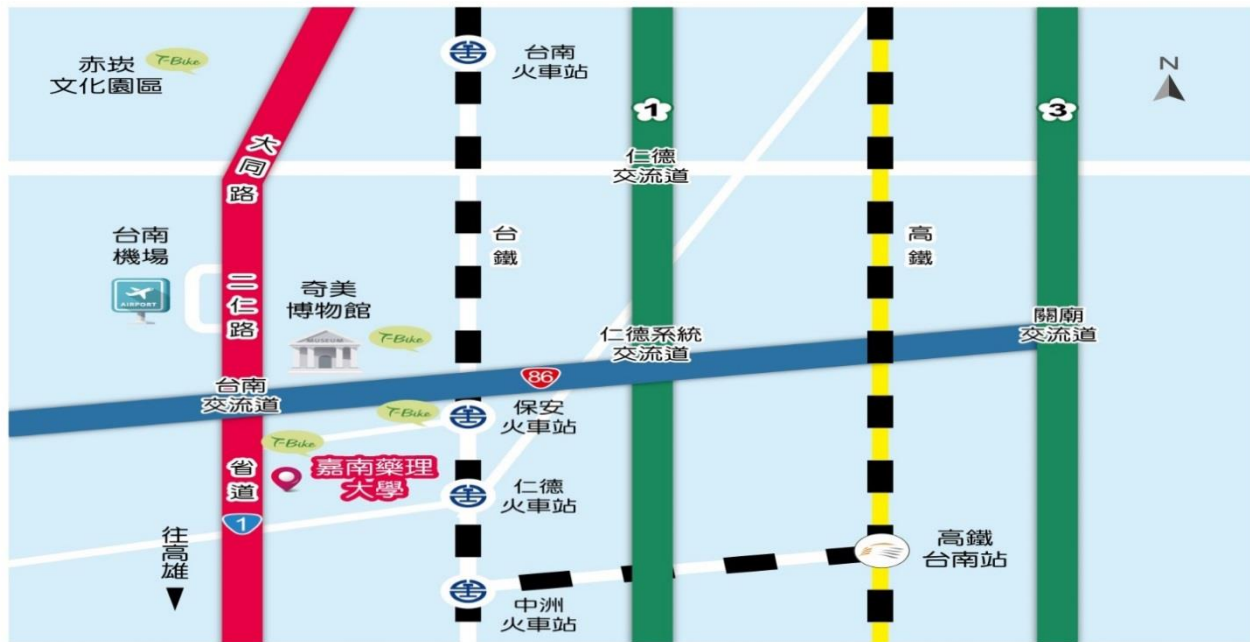 赤崁
文化園區
T-Bike
台南
火車站
N
1
3
大同路
仁德
交流道
台鐵
高鐵
台南
機場
AIRPORT
二仁路
奇美
博物館
MUSEUM
T-Bike
仁德系統
交流道
關廟
交流道
86
台南
交流道
T-Bike
保安
火車站
T-Bike
嘉南藥理
大學
省道
1
仁德
火車站
往高雄
高鐵
台南站
中洲
火車站